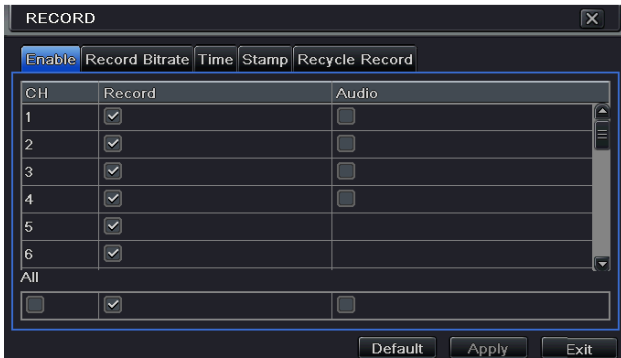 RECORD
Enable Record Bitrate Time Stamp Recycle Record
CH Record Audio
1
2
3
4
5
6
All
Default Apply Exit